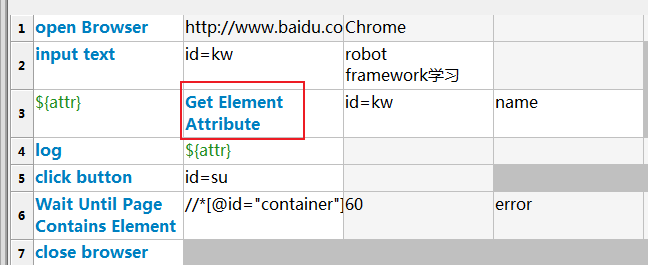 1 open Browser http://www.baidu.co Chrome
2 input text id=kw robot
framework学习
3 ${attr} Get Element id=kw name
Attribute
4 log ${attr}
5 click button id=su
6 Wait Until Page //*[@id="container"] 60 error
Contains Element
7 close browser